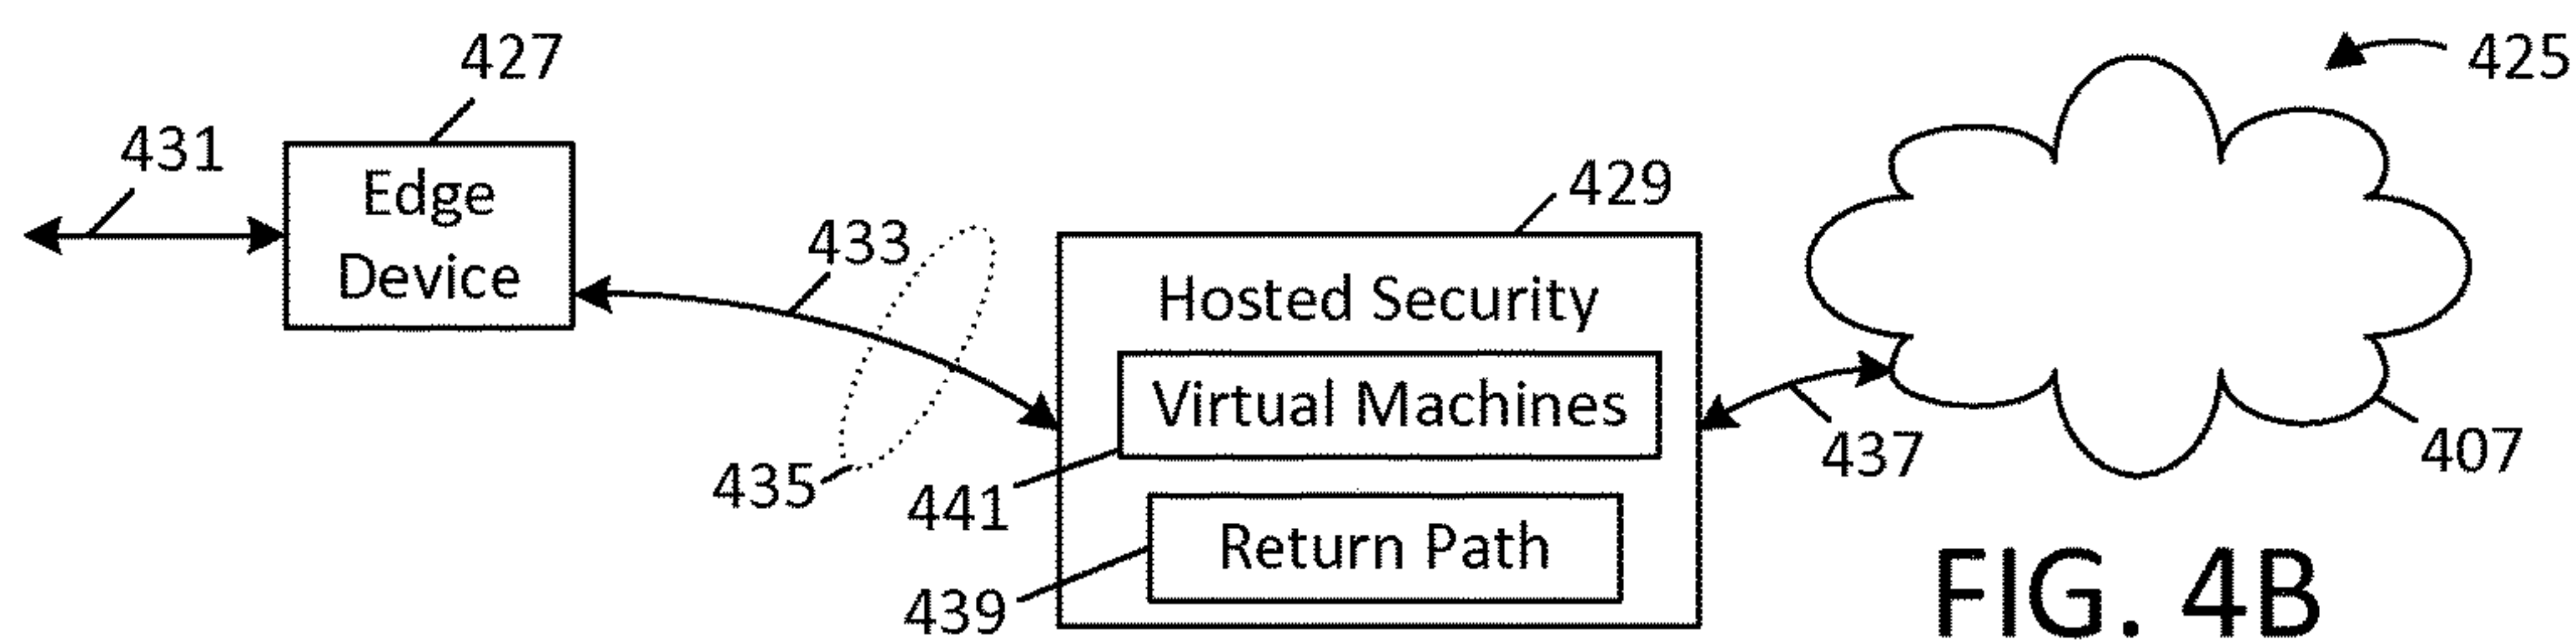 427
425
431
Edge
Device
433
429
Hosted Security
Virtual Machines
437
407
435
441
Return Path
439
FIG. 4B